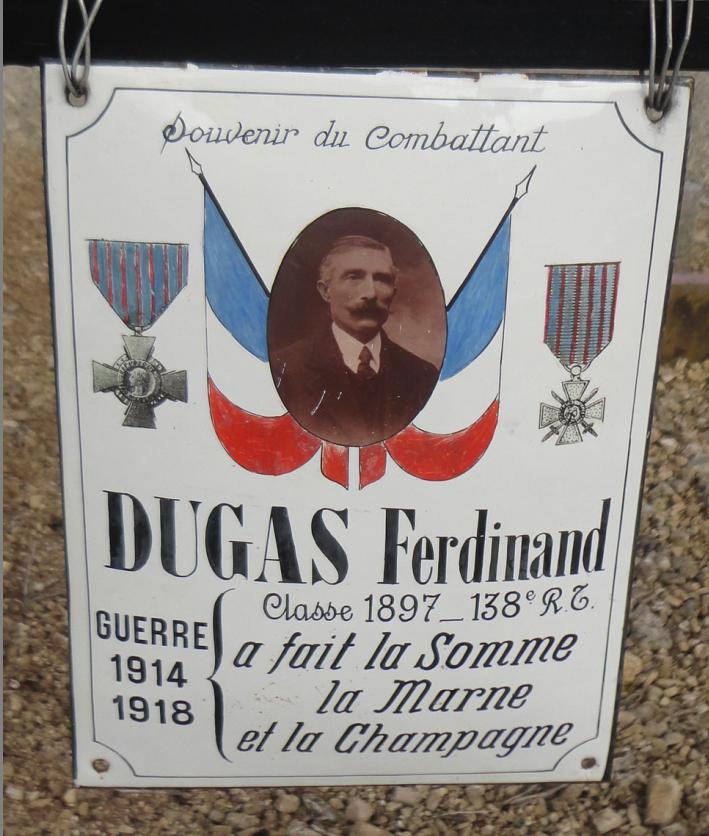 Souvenir du Combattant
DUGAS Ferdinand
Classe 1897_138e R.T.
GUERRE
1914
1918
a fait la Somme
la Marne
et la Champagne